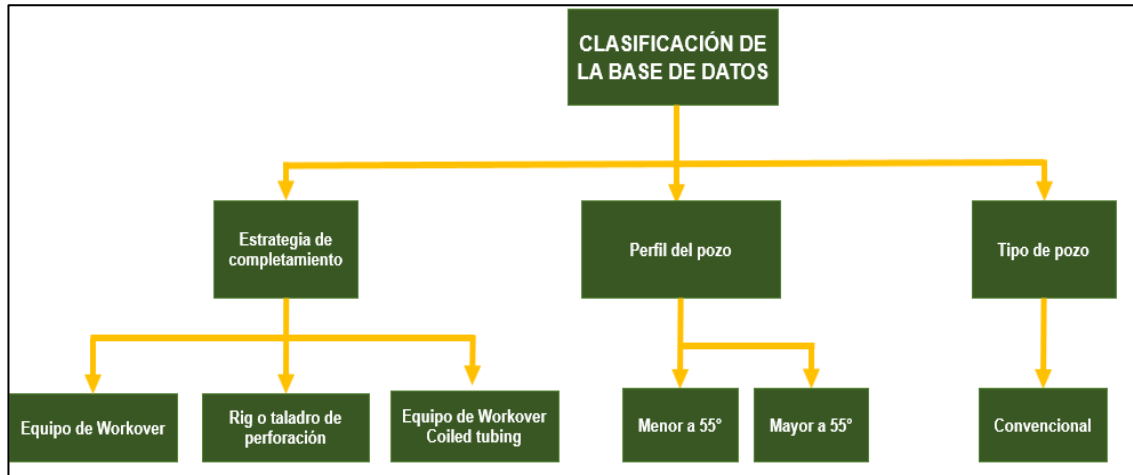 CLASIFICACIÓN DE
LA BASE DE DATOS
Estrategia de
completamiento
Perfil del pozo
Tipo de pozo
Equipo de Workover
Rig o taladro de
perforación
Equipo de Workover
Coiled tubing
Menor a 55°
Mayor a 55°
Convencional